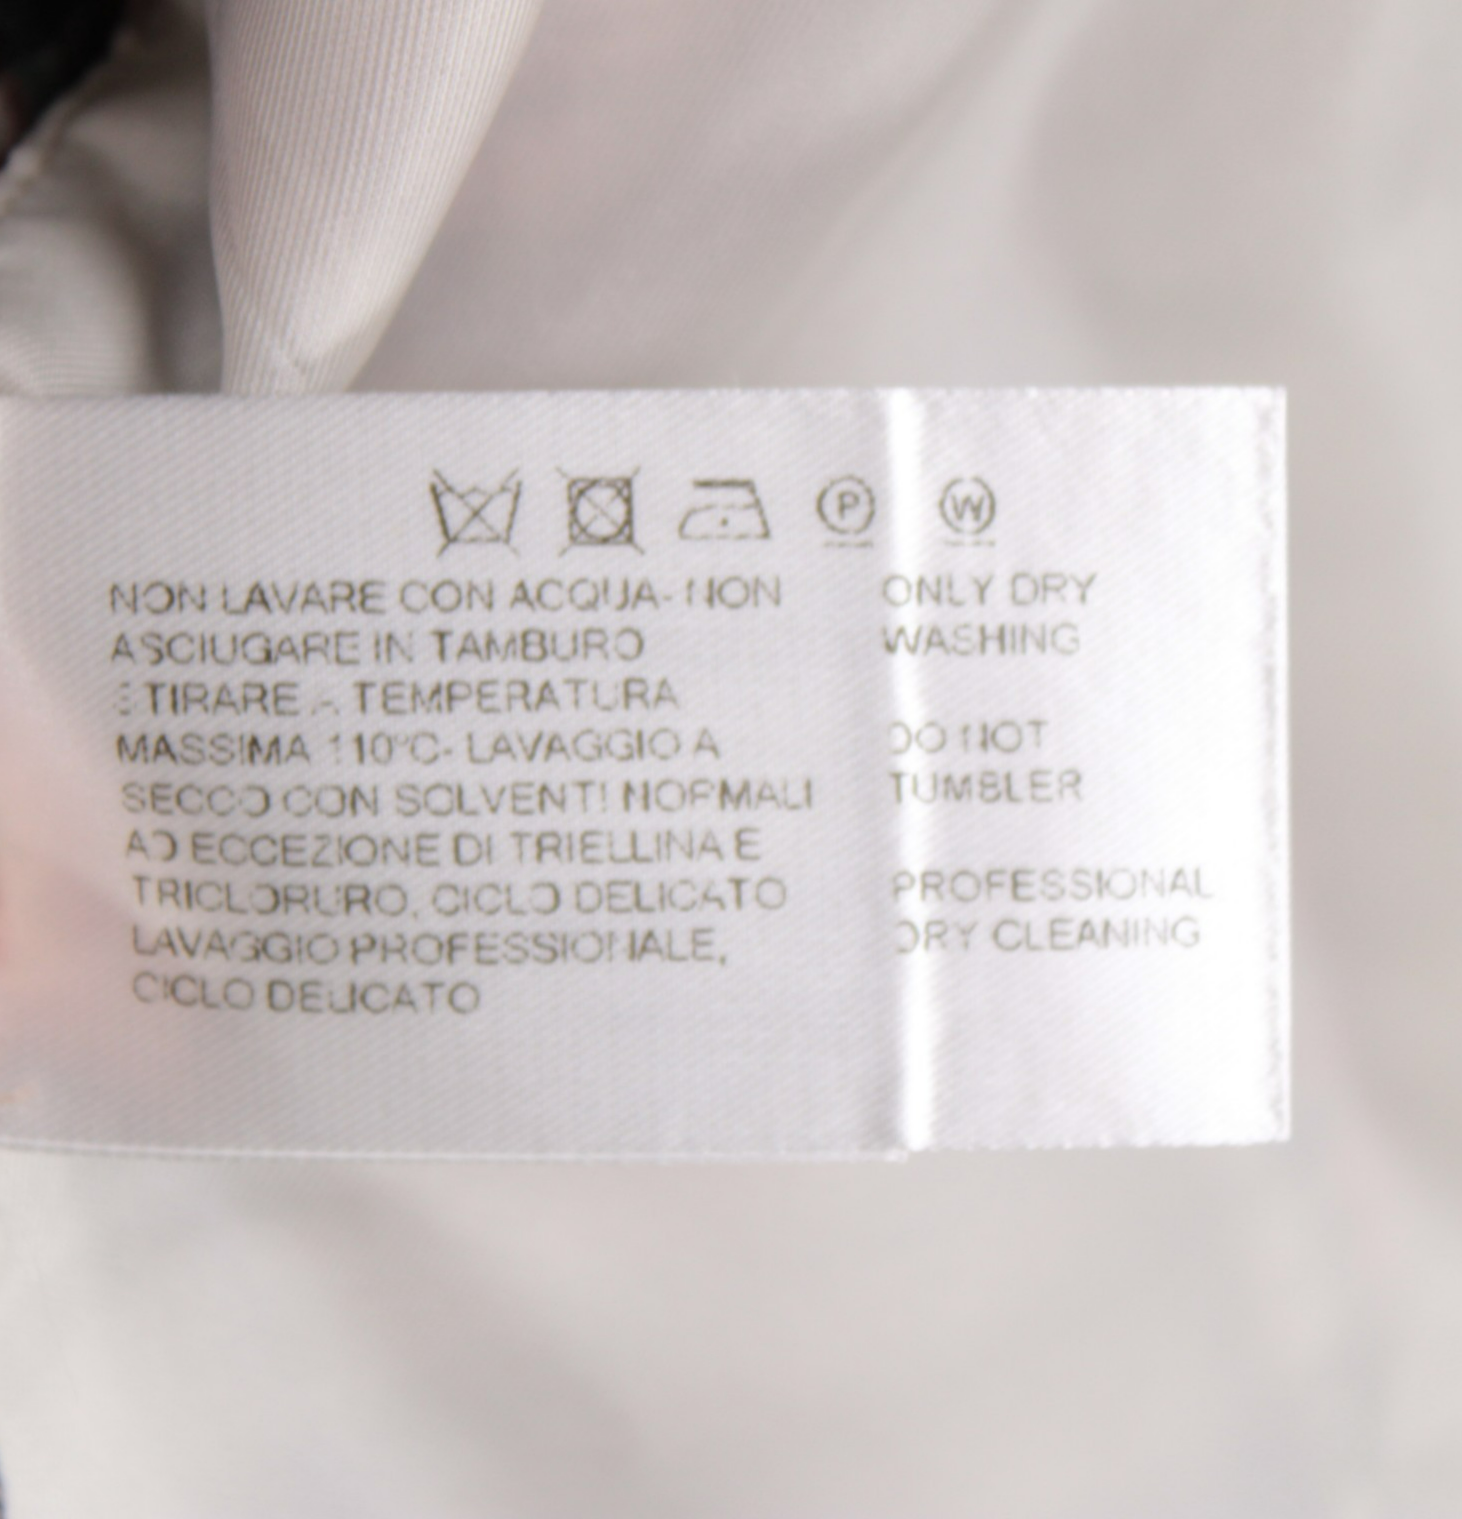 P
W
NON LAVARE CON ACQUA- NON
ASCIUGARE IN TAMBURO
STIRARE A TEMPERATURA
MASSIMA 110°C- LAVAGGIO A
SECCO CON SOLVENTI NORMALI
AD ECCEZIONE DI TRIELLINA E
TRICLORURO, CICLO DELICATO
LAVAGGIO PROFESSIONALE,
CICLO DELICATO
ONLY DRY
WASHING
DO NOT
TUMBLER
PROFESSIONAL
DRY CLEANING